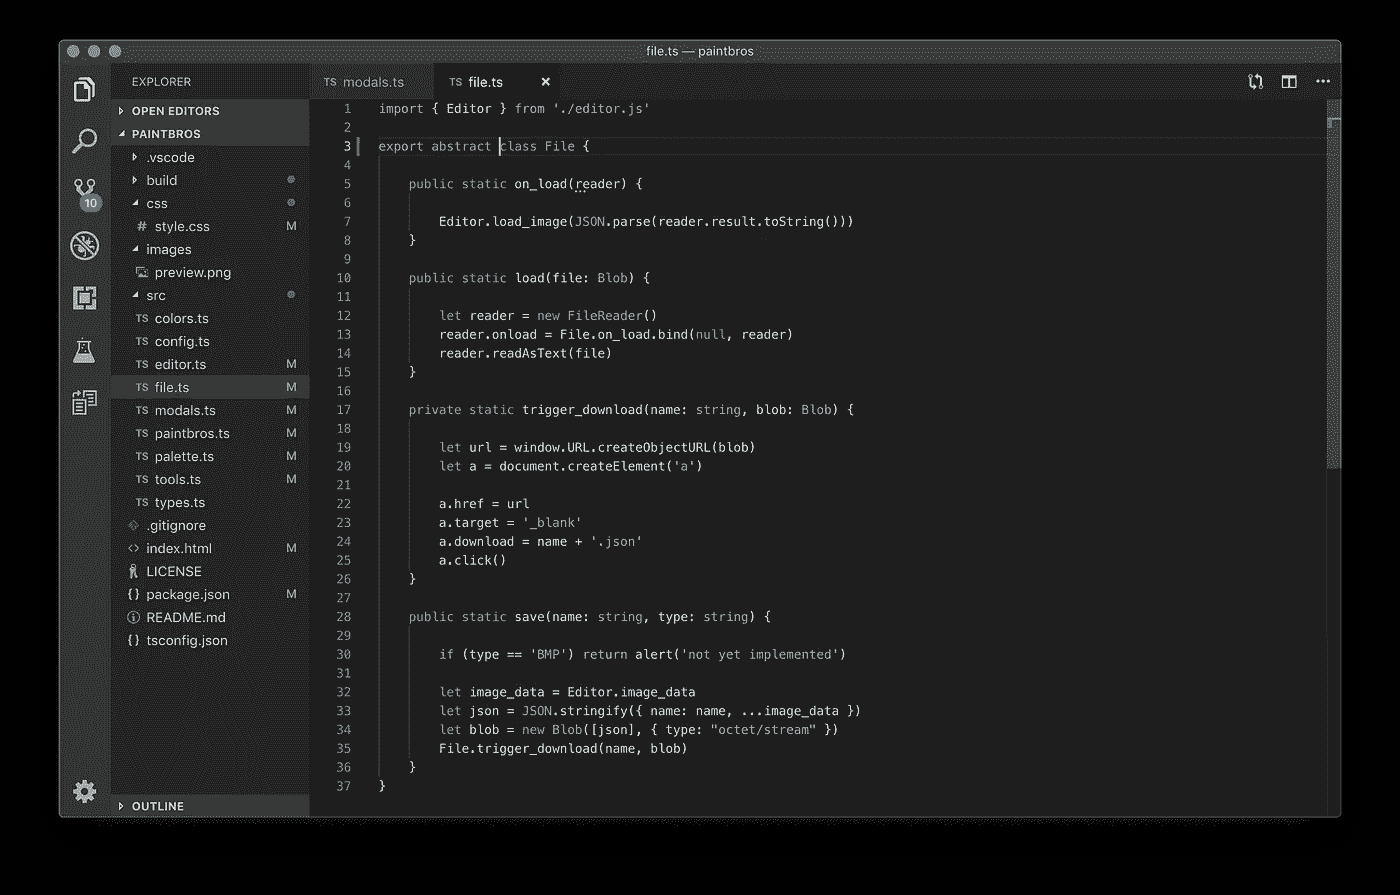 file.ts — paintbros
EXPLORER
OPEN EDITORS
PAINTBROS
.vscode
build
css
# style.css M
images
preview.png
src
TS colors.ts
TS config.ts
TS editor.ts M
TS file.ts M
TS modals.ts M
TS paintbros.ts M
TS palette.ts M
TS tools.ts M
TS types.ts
.gitignore
<> index.html M
LICENSE
{} package.json M
README.md
{} tsconfig.json
OUTLINE
10
TS modals.ts TS file.ts ×
1 import { Editor } from './editor.js'
2
3 export abstract class File {
4
5 public static on_load(reader) {
6
7 Editor.load_image(JSON.parse(reader.result.toString()))
8 }
9
10 public static load(file: Blob) {
11
12 let reader = new FileReader()
13 reader.onload = File.on_load.bind(null, reader)
14 reader.readAsText(file)
15 }
16
17 private static trigger_download(name: string, blob: Blob) {
18
19 let url = window.URL.createObjectURL(blob)
20 let a = document.createElement('a')
21
22 a.href = url
23 a.target = '_blank'
24 a.download = name + '.json'
25 a.click()
26 }
27
28 public static save(name: string, type: string) {
29
30 if (type == 'BMP') return alert('not yet implemented')
31
32 let image_data = Editor.image_data
33 let json = JSON.stringify({ name: name, ...image_data })
34 let blob = new Blob([json], { type: "octet/stream" })
35 File.trigger_download(name, blob)
36 }
37 }